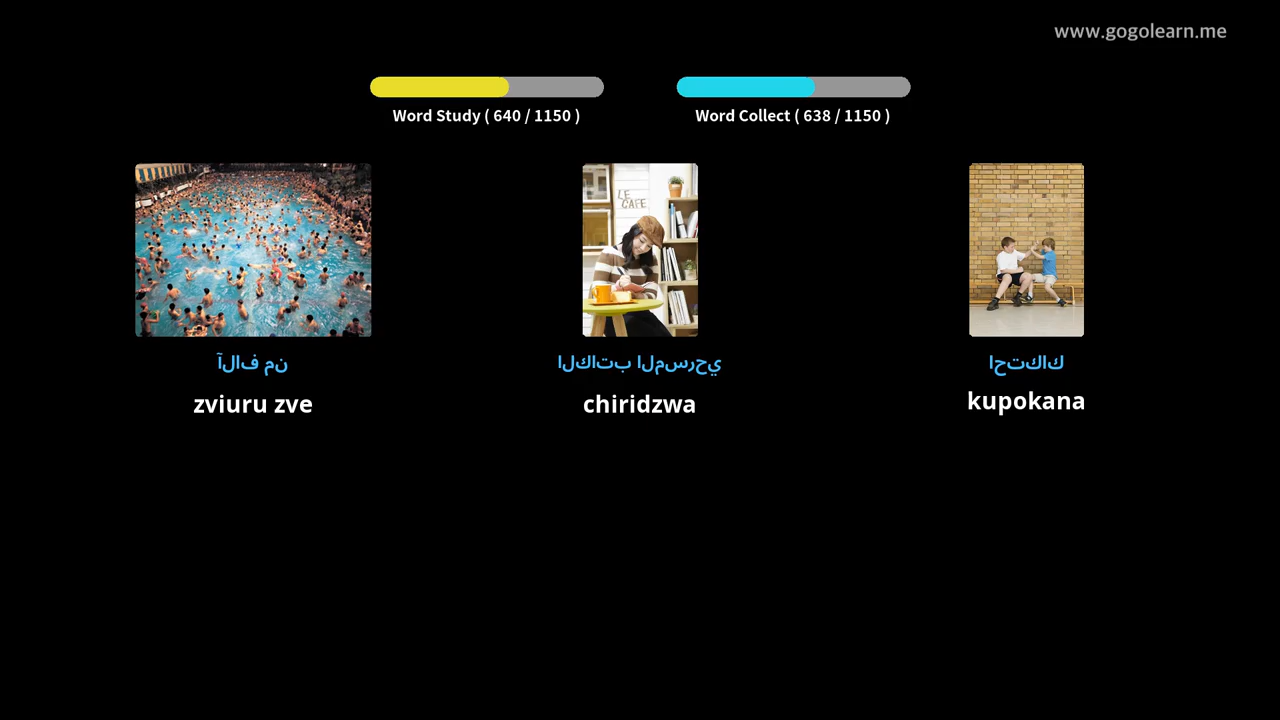 www.gogolearn.me
Word Study ( 640 / 1150 )
Word Collect ( 638 / 1150 )
آلاف من
zviuru zve
الكاتب المسرحي
chiridzwa
احتكاك
kupokana